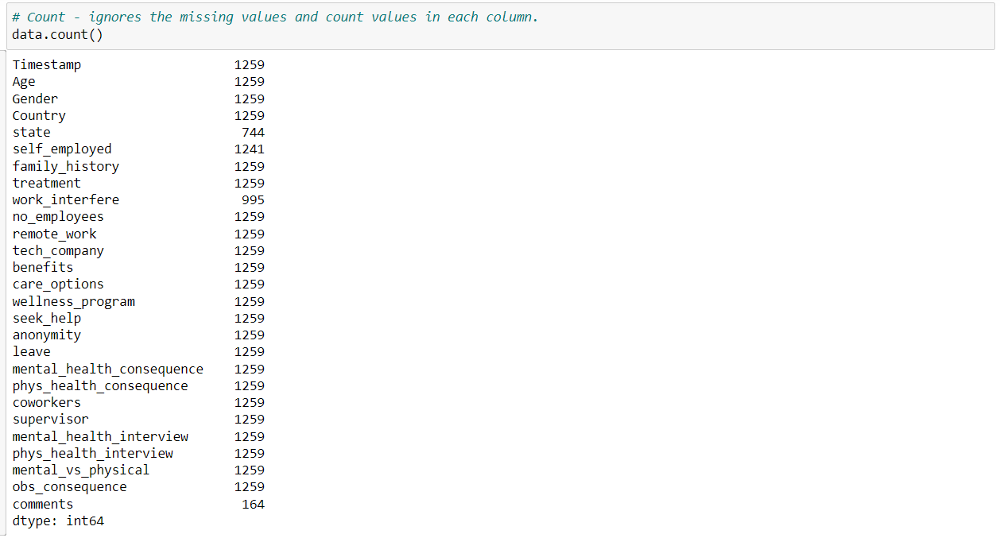 # Count - ignores the missing values and count values in each column.
data.count()
Timestamp 1259
Age 1259
Gender 1259
Country 1259
state 744
self_employed 1241
family_history 1259
treatment 1259
work_interfere 995
no_employees 1259
remote_work 1259
tech_company 1259
benefits 1259
care_options 1259
wellness_program 1259
seek_help 1259
anonymity 1259
leave 1259
mental_health_consequence 1259
phys_health_consequence 1259
coworkers 1259
supervisor 1259
mental_health_interview 1259
phys_health_interview 1259
mental_vs_physical 1259
obs_consequence 1259
comments 164
dtype: int64